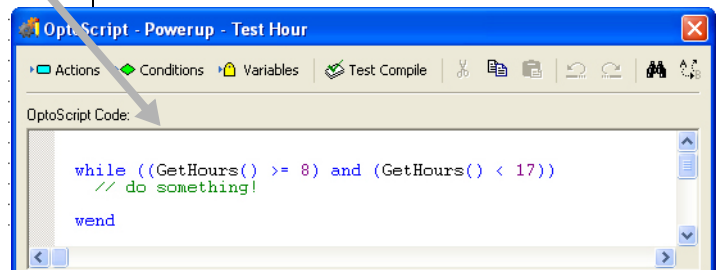 OptoScript - Powerup - Test Hour
Actions Conditions Variables Test Compile
OptoScript Code:
while ((GetHours() >= 8) and (GetHours() < 17))
// do something!
wend